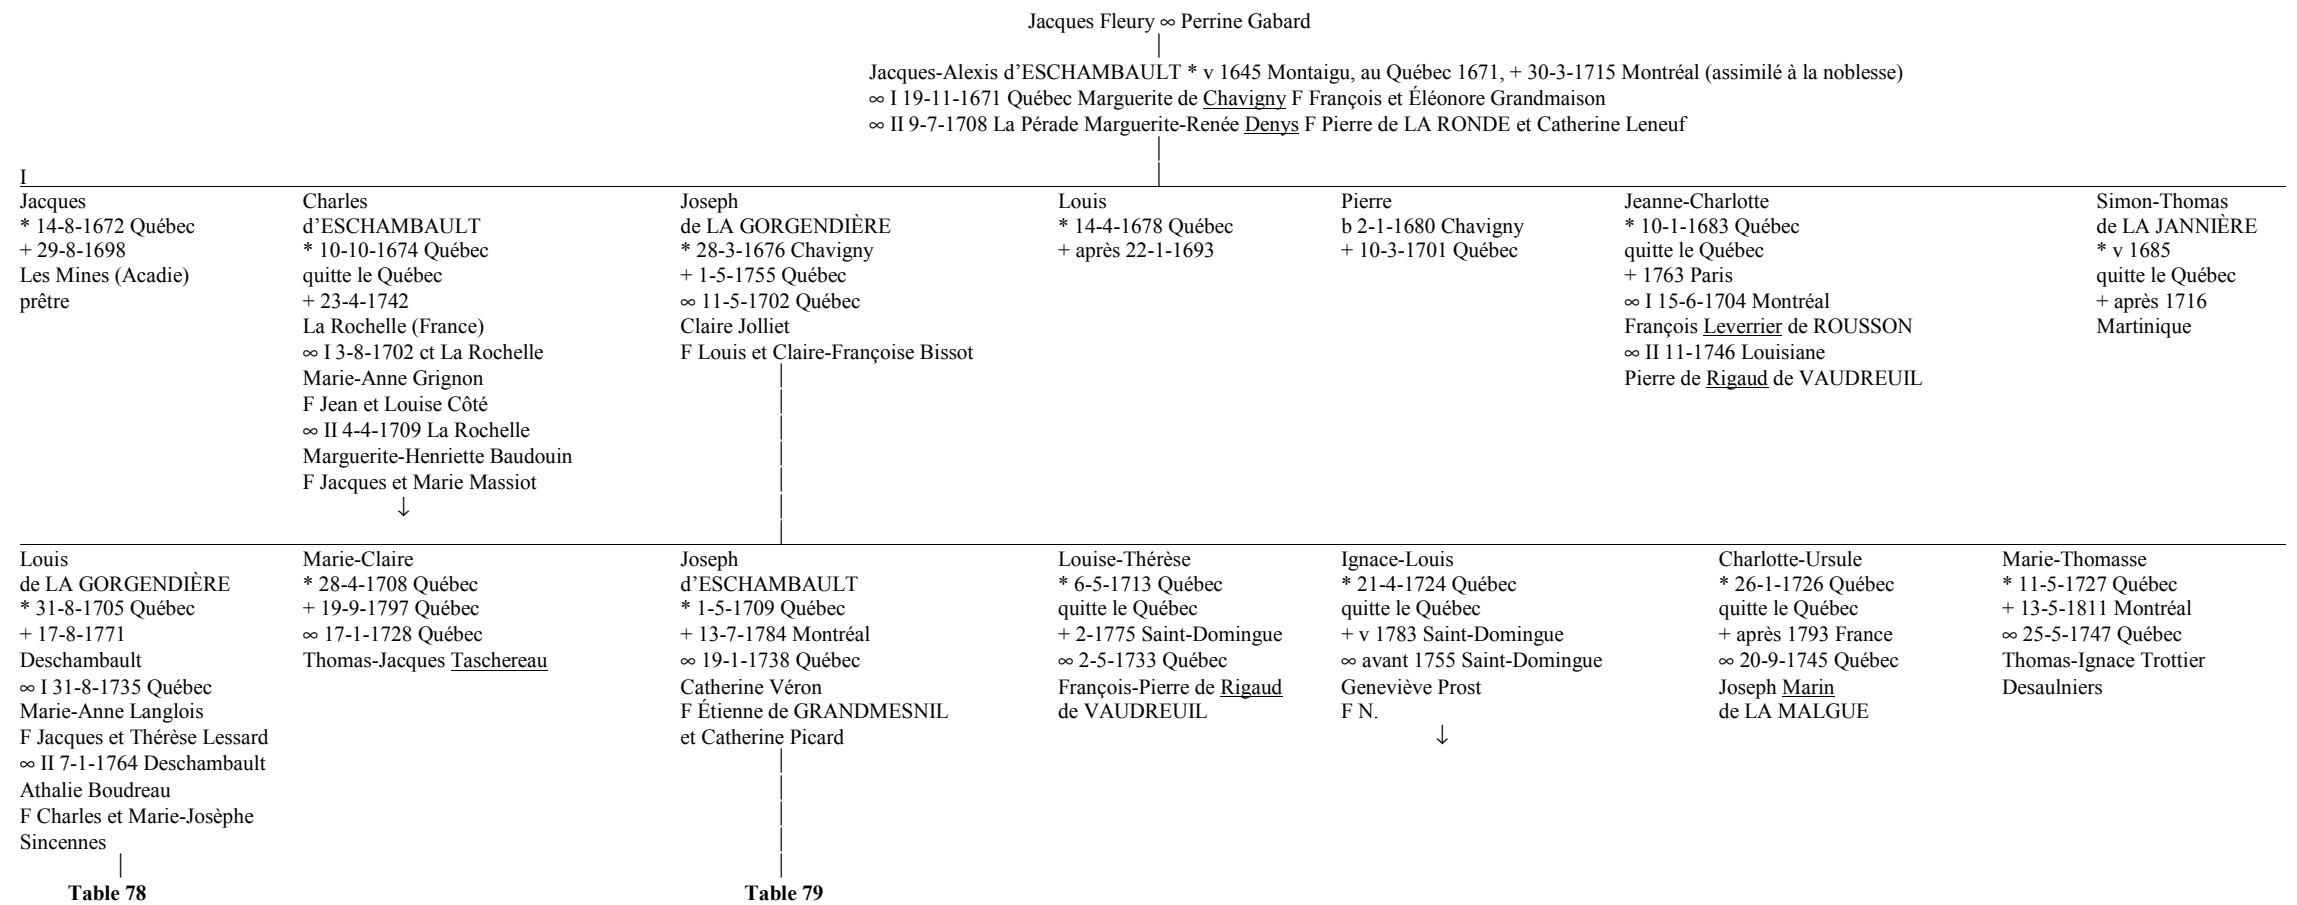 Jacques Fleury ∞ Perrine Gabard
Jacques-Alexis d'ESCHAMBAULT * v 1645 Montaigu, au Québec 1671, + 30-3-1715 Montréal (assimilé à la noblesse)
∞ I 19-11-1671 Québec Marguerite de Chavigny F François et Éléonore Grandmaison
∞ II 9-7-1708 La Pérade Marguerite-Renée Denys F Pierre de LA RONDE et Catherine Leneuf
I
Jacques
* 14-8-1672 Québec
+ 29-8-1698
Les Mines (Acadie)
prêtre
Charles
d'ESCHAMBAULT
* 10-10-1674 Québec
quitte le Québec
+ 23-4-1742
La Rochelle (France)
∞ I 3-8-1702 ct La Rochelle
Marie-Anne Grignon
F Jean et Louise Côté
∞ II 4-4-1709 La Rochelle
Marguerite-Henriette Baudouin
F Jacques et Marie Massiot
↓
Joseph
de LA GORGENDIÈRE
* 28-3-1676 Chavigny
+ 1-5-1755 Québec
∞ 11-5-1702 Québec
Claire Jolliet
F Louis et Claire-Françoise Bissot
Louis
* 14-4-1678 Québec
+ après 22-1-1693
Pierre
b 2-1-1680 Chavigny
+ 10-3-1701 Québec
Jeanne-Charlotte
* 10-1-1683 Québec
quitte le Québec
+ 1763 Paris
∞ I 15-6-1704 Montréal
François Leverrier de ROUSSON
∞ II 11-1746 Louisiane
Pierre de Rigaud de VAUDREUIL
Simon-Thomas
de LA JANNIÈRE
* v 1685
quitte le Québec
+ après 1716
Martinique
Louis
de LA GORGENDIÈRE
* 31-8-1705 Québec
+ 17-8-1771
Deschambault
∞ I 31-8-1735 Québec
Marie-Anne Langlois
F Jacques et Thérèse Lessard
∞ II 7-1-1764 Deschambault
Athalie Boudreau
F Charles et Marie-Josèphe
Sincennes
Table 78
Marie-Claire
* 28-4-1708 Québec
+ 19-9-1797 Québec
∞ 17-1-1728 Québec
Thomas-Jacques Taschereau
Joseph
d'ESCHAMBAULT
* 1-5-1709 Québec
+ 13-7-1784 Montréal
∞ 19-1-1738 Québec
Catherine Véron
F Étienne de GRANDMESNIL
et Catherine Picard
Table 79
Louise-Thérèse
* 6-5-1713 Québec
quitte le Québec
+ 2-1775 Saint-Domingue
∞ 2-5-1733 Québec
François-Pierre de Rigaud
de VAUDREUIL
Ignace-Louis
* 21-4-1724 Québec
quitte le Québec
+ v 1783 Saint-Domingue
∞ avant 1755 Saint-Domingue
Geneviève Prost
F N.
↓
Charlotte-Ursule
* 26-1-1726 Québec
quitte le Québec
+ après 1793 France
∞ 20-9-1745 Québec
Joseph Marin
de LA MALGUE
Marie-Thomasse
* 11-5-1727 Québec
+ 13-5-1811 Montréal
∞ 25-5-1747 Québec
Thomas-Ignace Trottier
Desaulniers